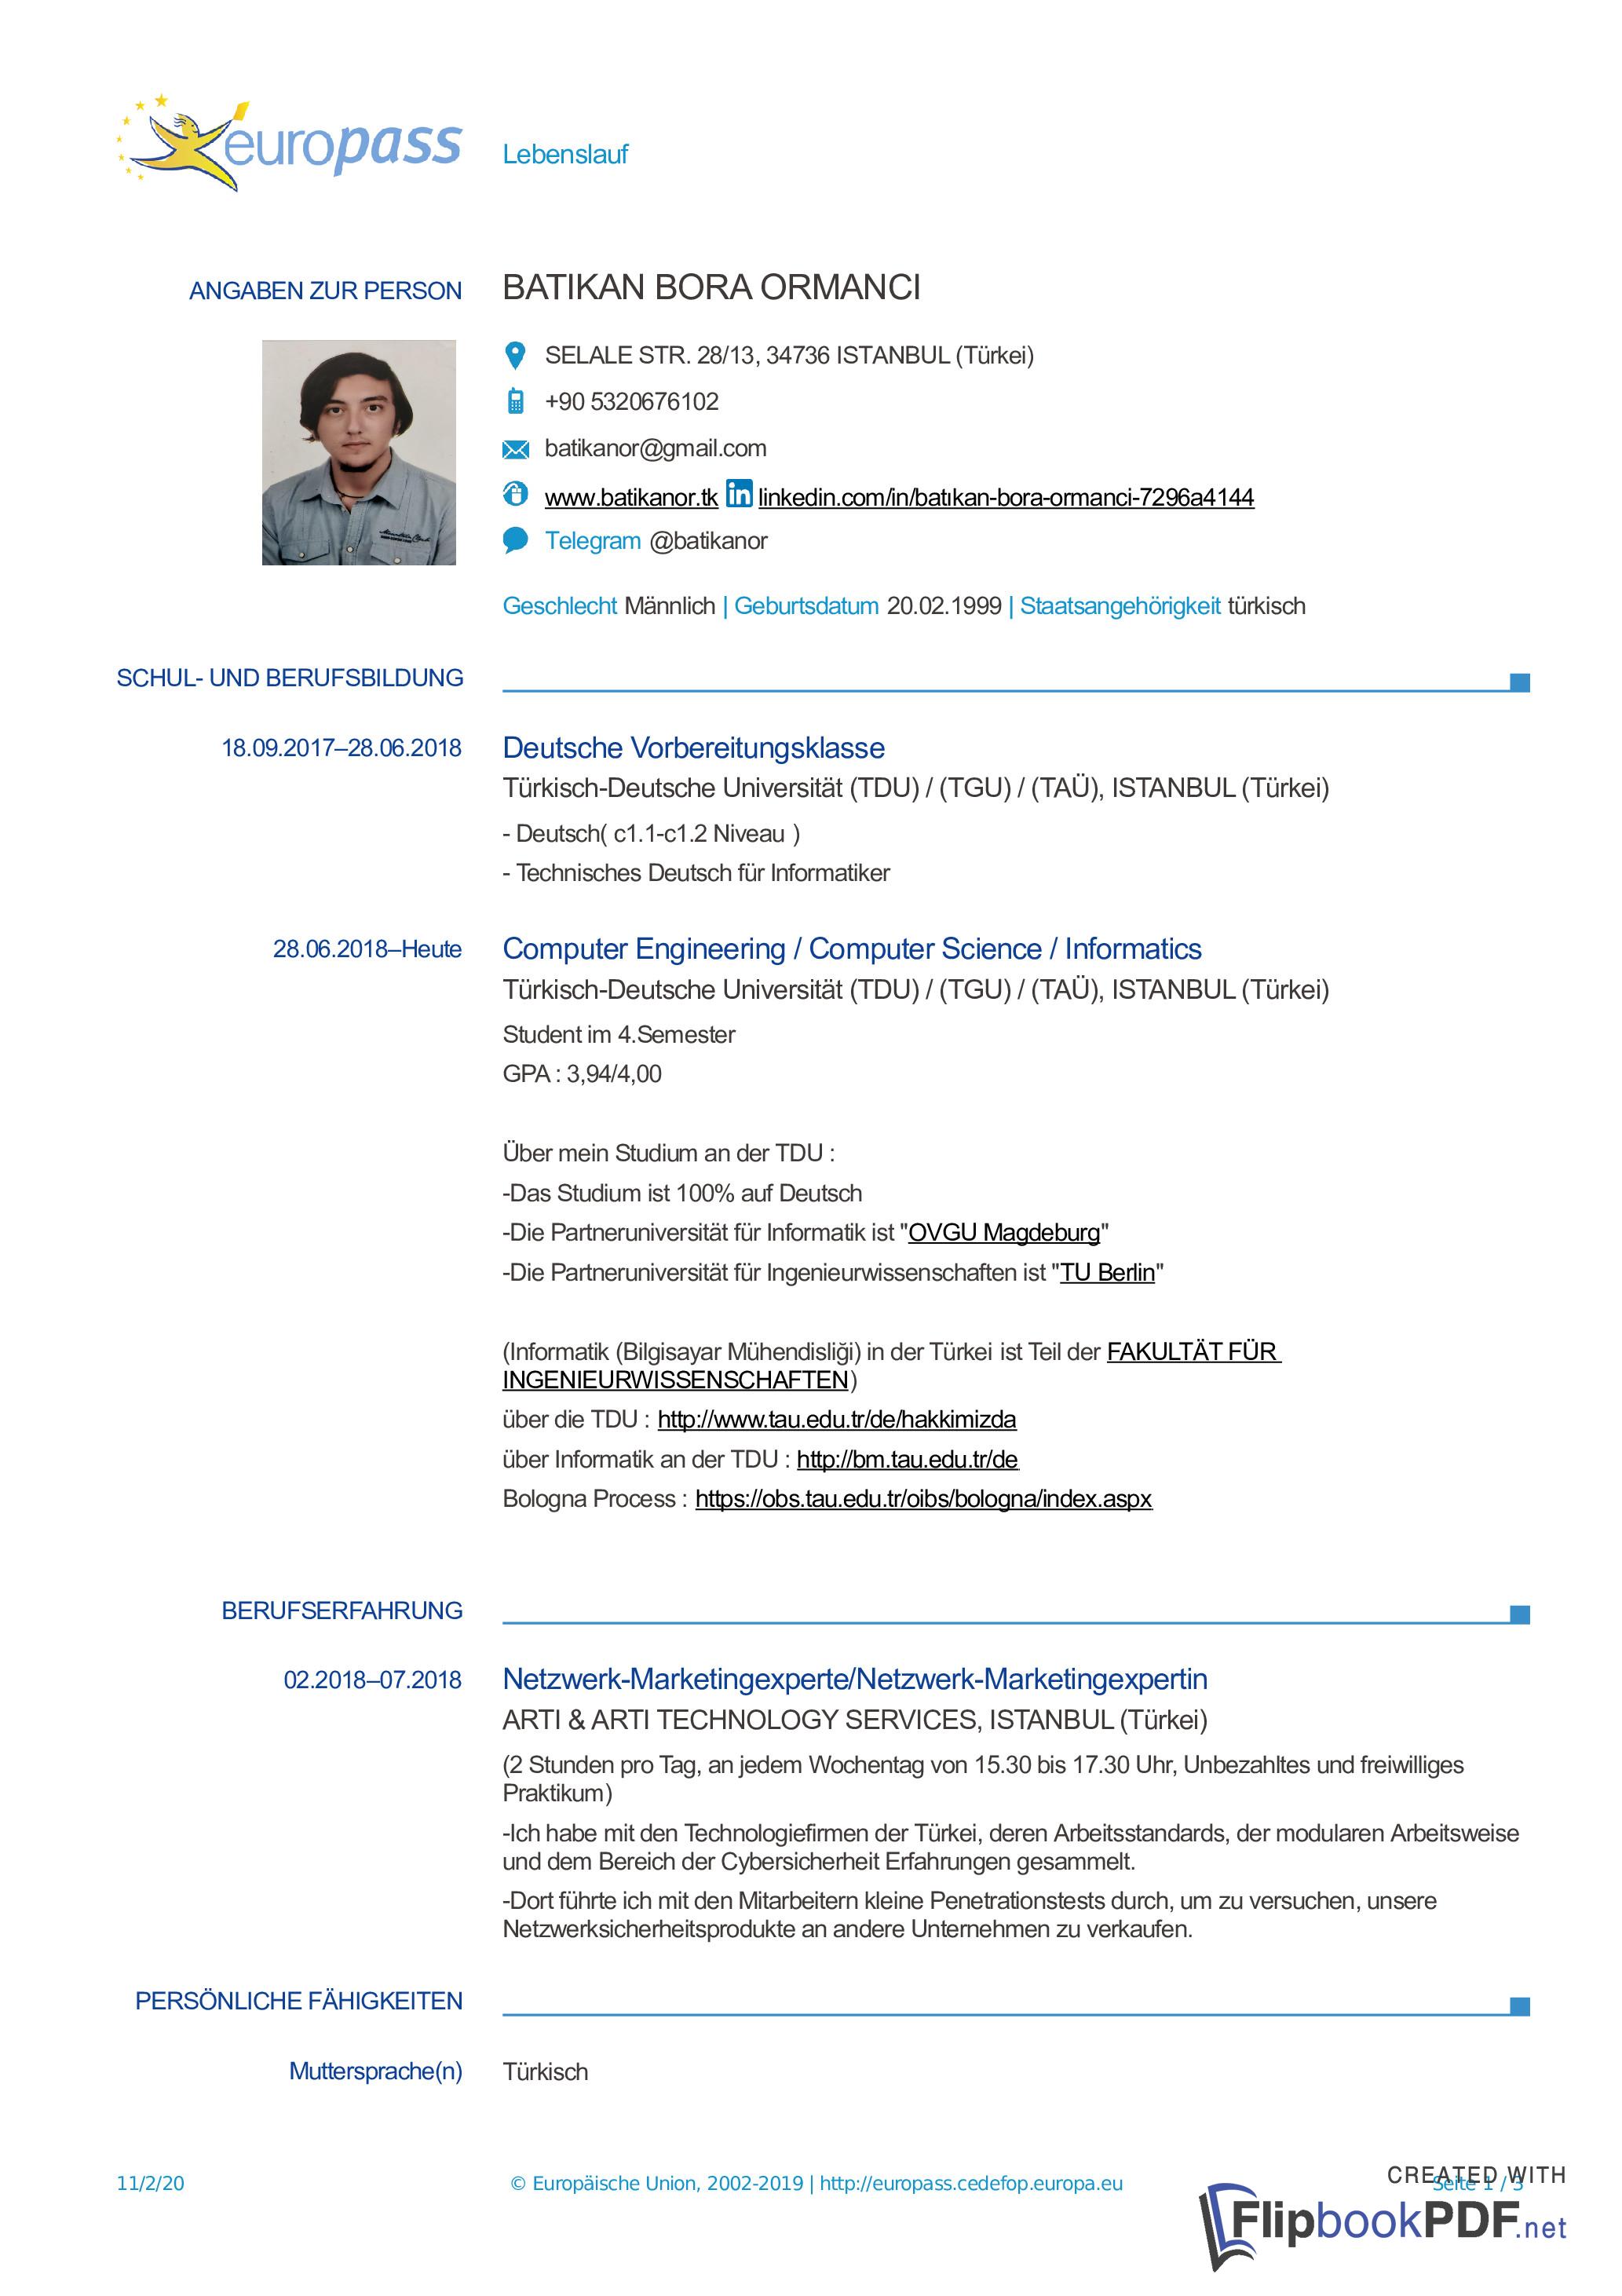 europass
Lebenslauf
ANGABEN ZUR PERSON
BATIKAN BORA ORMANCI
SELALE STR. 28/13, 34736 ISTANBUL (Türkei)
+90 5320676102
batikanor@gmail.com
www.batikanor.tk in linkedin.com/in/batıkan-bora-ormanci-7296a4144
Telegram @batikanor
Geschlecht Männlich | Geburtsdatum 20.02.1999 | Staatsangehörigkeit türkisch
SCHUL- UND BERUFSBILDUNG
18.09.2017–28.06.2018
Deutsche Vorbereitungsklasse
Türkisch-Deutsche Universität (TDU) / (TGU) / (TAÜ), ISTANBUL (Türkei)
- Deutsch( c1.1-c1.2 Niveau )
- Technisches Deutsch für Informatiker
28.06.2018–Heute
Computer Engineering / Computer Science / Informatics
Türkisch-Deutsche Universität (TDU) / (TGU) / (TAÜ), ISTANBUL (Türkei)
Student im 4.Semester
GPA : 3,94/4,00
Über mein Studium an der TDU :
-Das Studium ist 100% auf Deutsch
-Die Partneruniversität für Informatik ist "OVGU Magdeburg"
-Die Partneruniversität für Ingenieurwissenschaften ist "TU Berlin"
(Informatik (Bilgisayar Mühendisliği) in der Türkei ist Teil der FAKULTÄT FÜR
INGENIEURWISSENSCHAFTEN)
über die TDU : http://www.tau.edu.tr/de/hakkimizda
über Informatik an der TDU : http://bm.tau.edu.tr/de
Bologna Process : https://obs.tau.edu.tr/oibs/bologna/index.aspx
BERUFSERFAHRUNG
02.2018–07.2018
Netzwerk-Marketingexperte/Netzwerk-Marketingexpertin
ARTI & ARTI TECHNOLOGY SERVICES, ISTANBUL (Türkei)
(2 Stunden pro Tag, an jedem Wochentag von 15.30 bis 17.30 Uhr, Unbezahltes und freiwilliges
Praktikum)
-Ich habe mit den Technologiefirmen der Türkei, deren Arbeitsstandards, der modularen Arbeitsweise
und dem Bereich der Cybersicherheit Erfahrungen gesammelt.
-Dort führte ich mit den Mitarbeitern kleine Penetrationstests durch, um zu versuchen, unsere
Netzwerksicherheitsprodukte an andere Unternehmen zu verkaufen.
PERSÖNLICHE FÄHIGKEITEN
Muttersprache(n)
Türkisch
11/2/20
© Europäische Union, 2002-2019 | http://europass.cedefop.europa.eu
Seite 1 / 3
CREATED WITH
FlipbookPDF.net